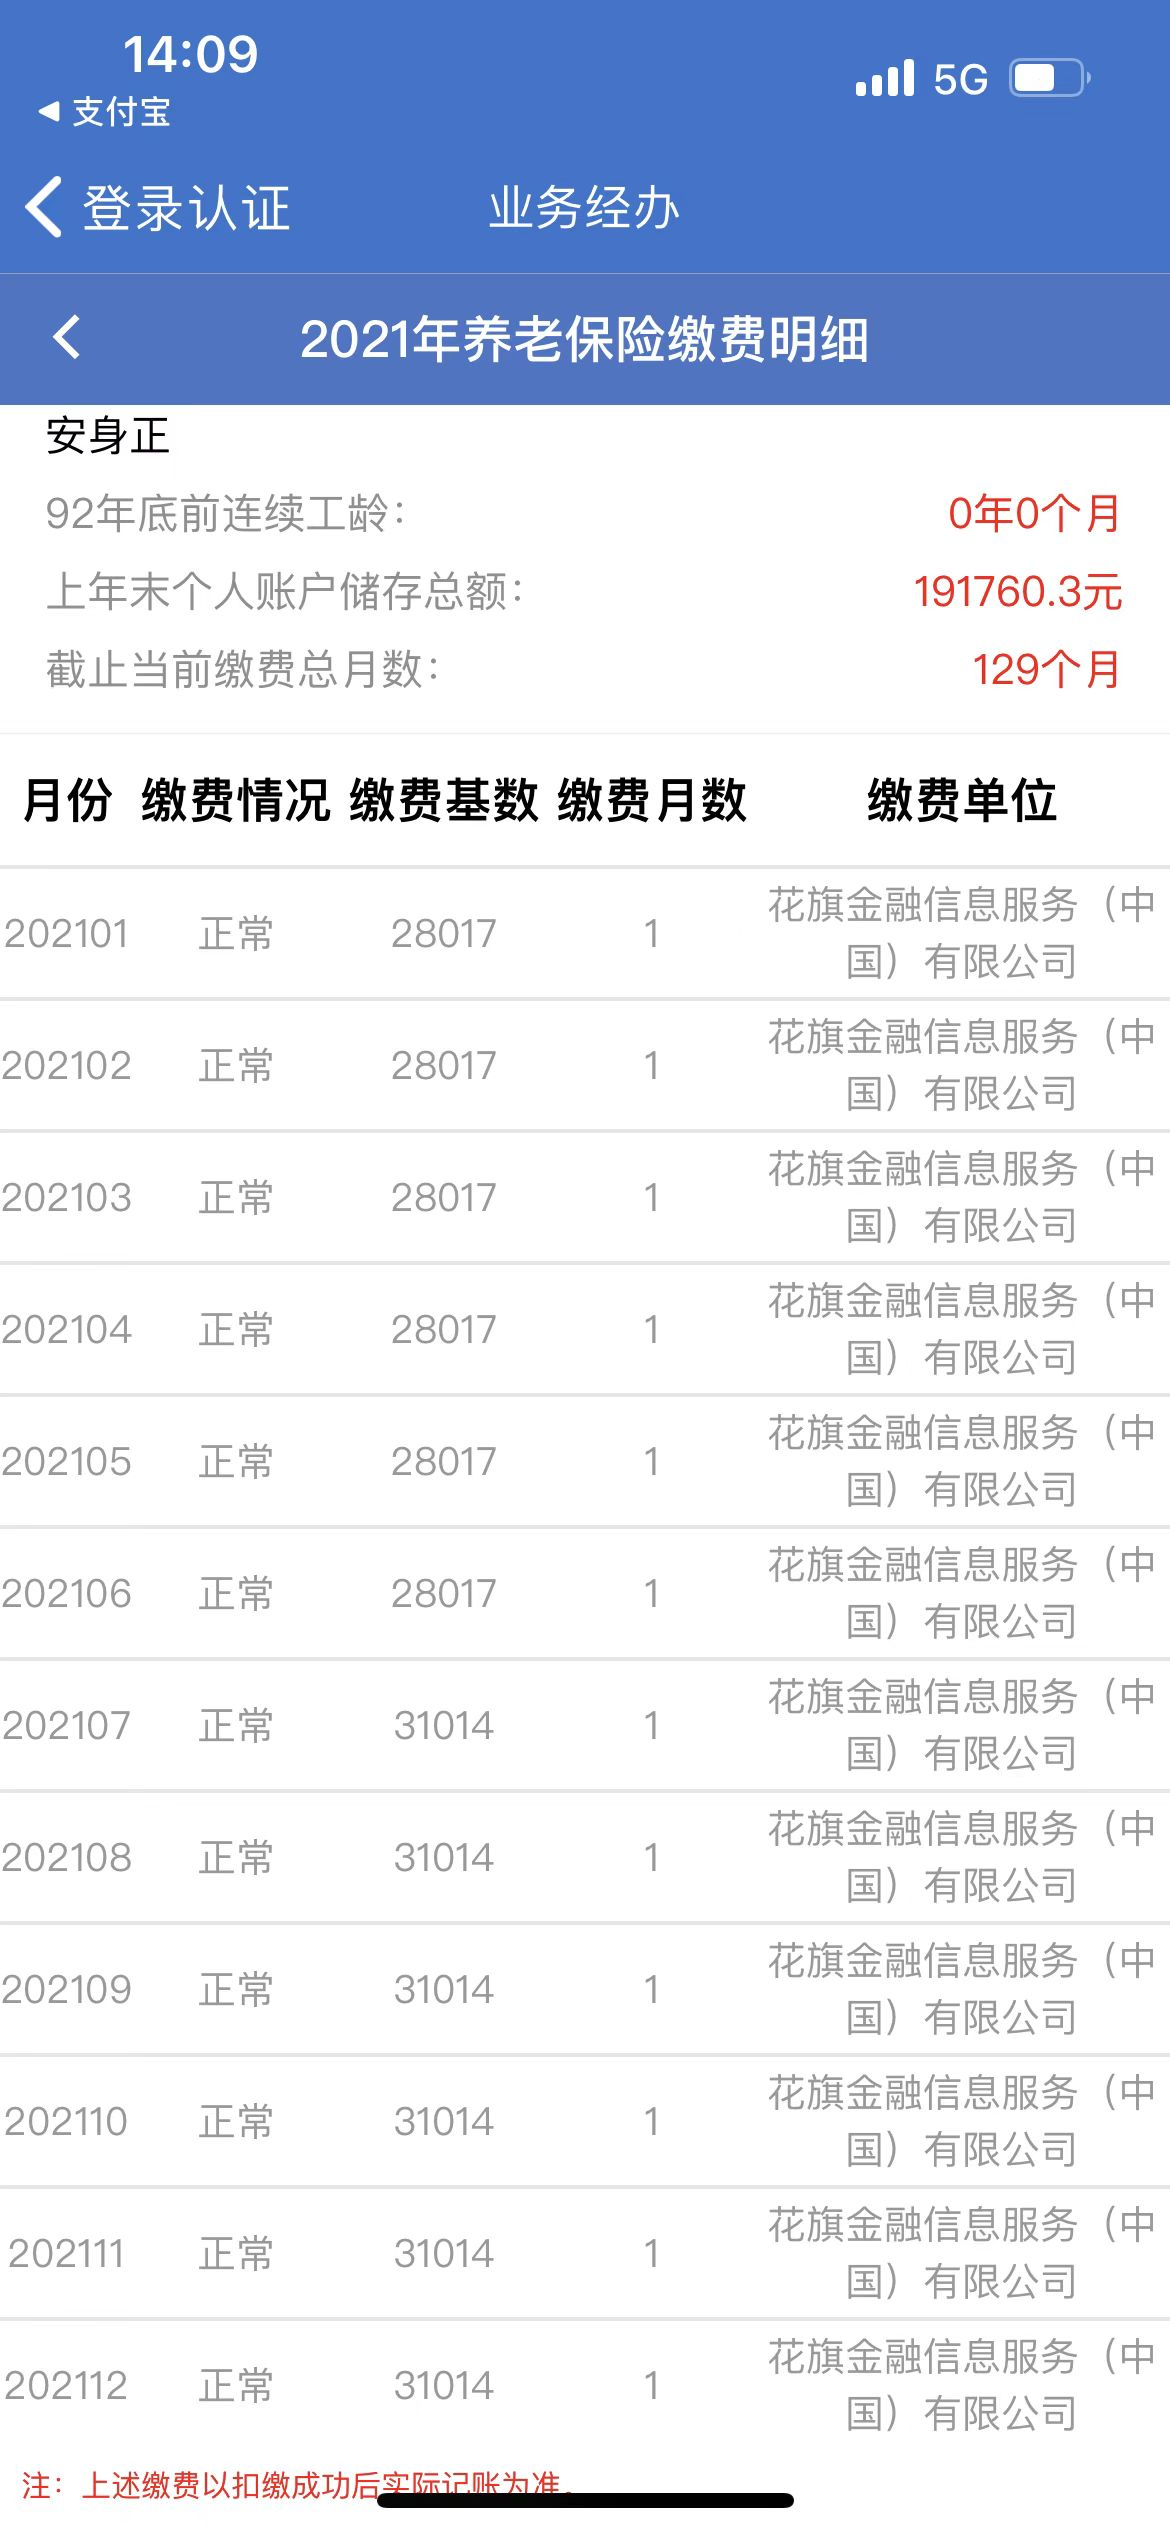 14:09
5G
◀ 支付宝
登录认证
业务经办
2021年养老保险缴费明细
安身正
92年底前连续工龄： 0年0个月
上年末个人账户储存总额： 191760.3元
截止当前缴费总月数： 129个月
月份 缴费情况 缴费基数 缴费月数 缴费单位
202101 正常 28017 1 花旗金融信息服务（中
国）有限公司
202102 正常 28017 1 花旗金融信息服务（中
国）有限公司
202103 正常 28017 1 花旗金融信息服务（中
国）有限公司
202104 正常 28017 1 花旗金融信息服务（中
国）有限公司
202105 正常 28017 1 花旗金融信息服务（中
国）有限公司
202106 正常 28017 1 花旗金融信息服务（中
国）有限公司
202107 正常 31014 1 花旗金融信息服务（中
国）有限公司
202108 正常 31014 1 花旗金融信息服务（中
国）有限公司
202109 正常 31014 1 花旗金融信息服务（中
国）有限公司
202110 正常 31014 1 花旗金融信息服务（中
国）有限公司
202111 正常 31014 1 花旗金融信息服务（中
国）有限公司
202112 正常 31014 1 花旗金融信息服务（中
国）有限公司
注：上述缴费以扣缴成功后实际记账为准。